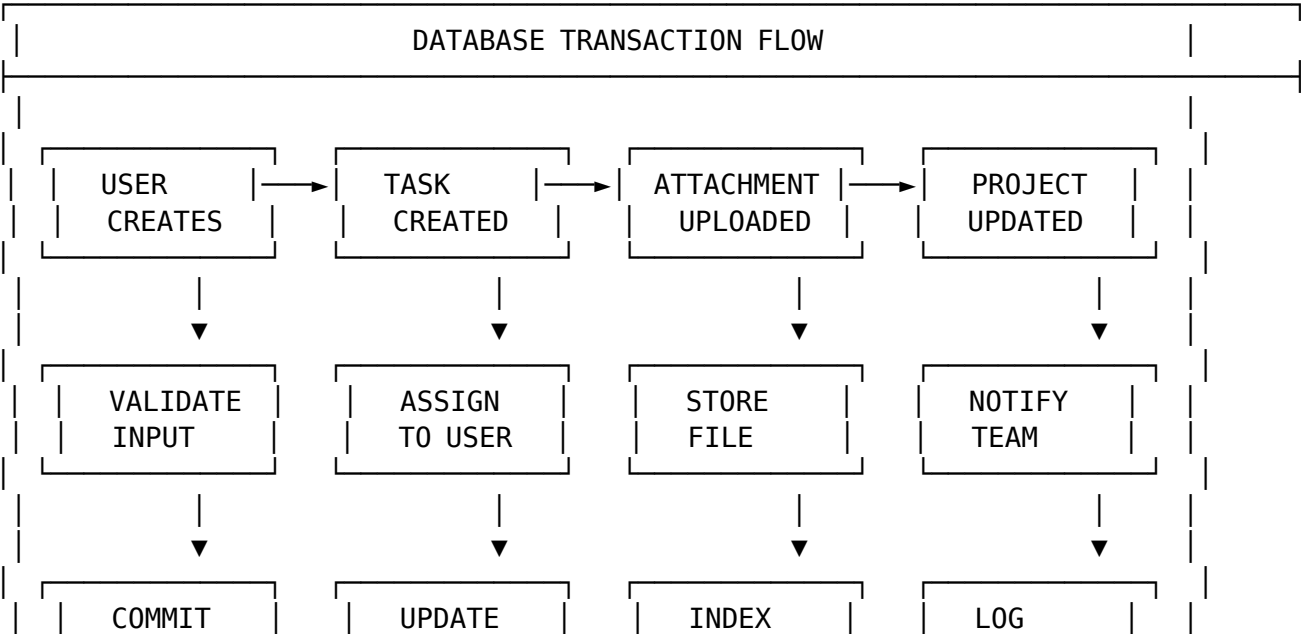 DATABASE TRANSACTION FLOW
USER TASK ATTACHMENT PROJECT
CREATES CREATED UPLOADED UPDATED
VALIDATE ASSIGN STORE NOTIFY
INPUT TO USER FILE TEAM
COMMIT UPDATE INDEX LOG